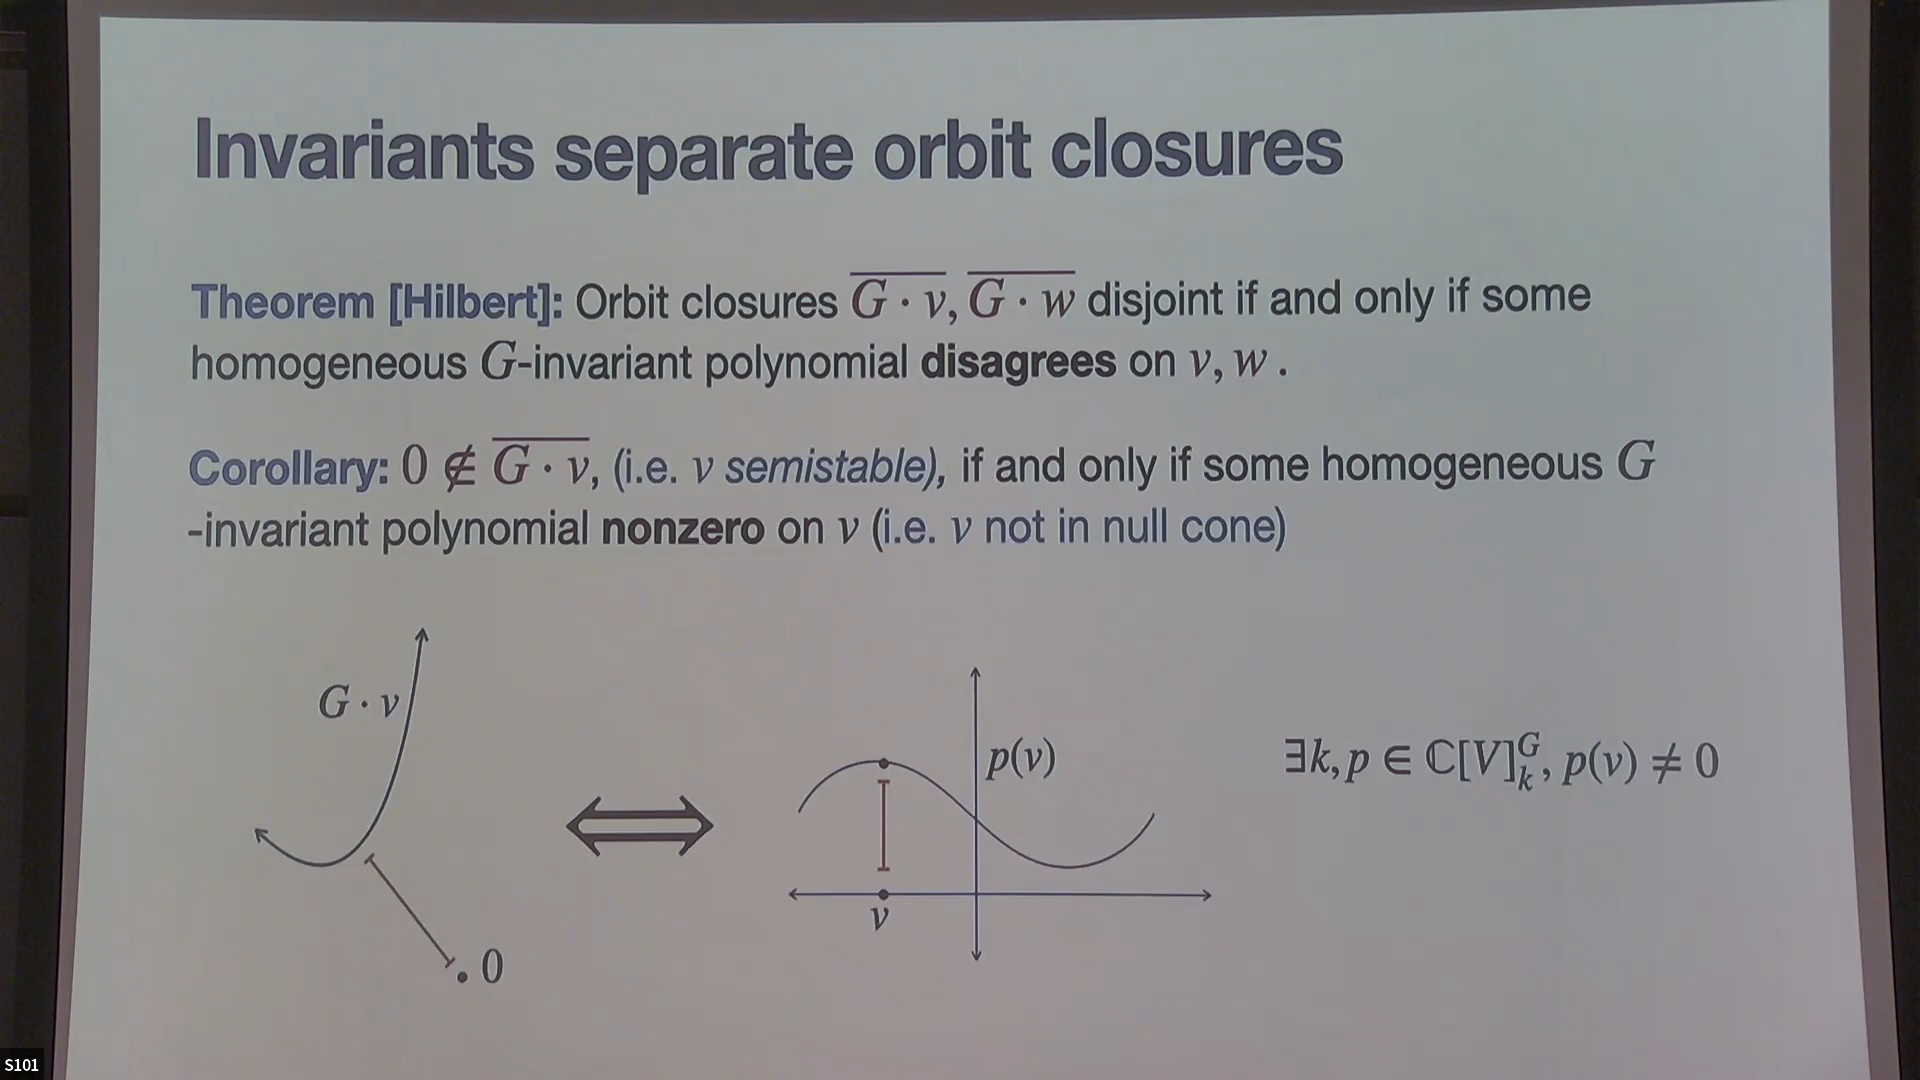 Invariants separate orbit closures
Theorem [Hilbert]: Orbit closures $\overline{G \cdot v}, \overline{G \cdot w}$ disjoint if and only if some
homogeneous $G$-invariant polynomial disagrees on $v, w$ .
Corollary: $0 \notin \overline{G \cdot v}$, (i.e. $v$ semistable), if and only if some homogeneous $G$
-invariant polynomial nonzero on $v$ (i.e. $v$ not in null cone)
$G \cdot v$
$p(v)$
$\exists k, p \in \mathbb{C}[V]_k^G, p(v) \neq 0$
$v$
0
S101